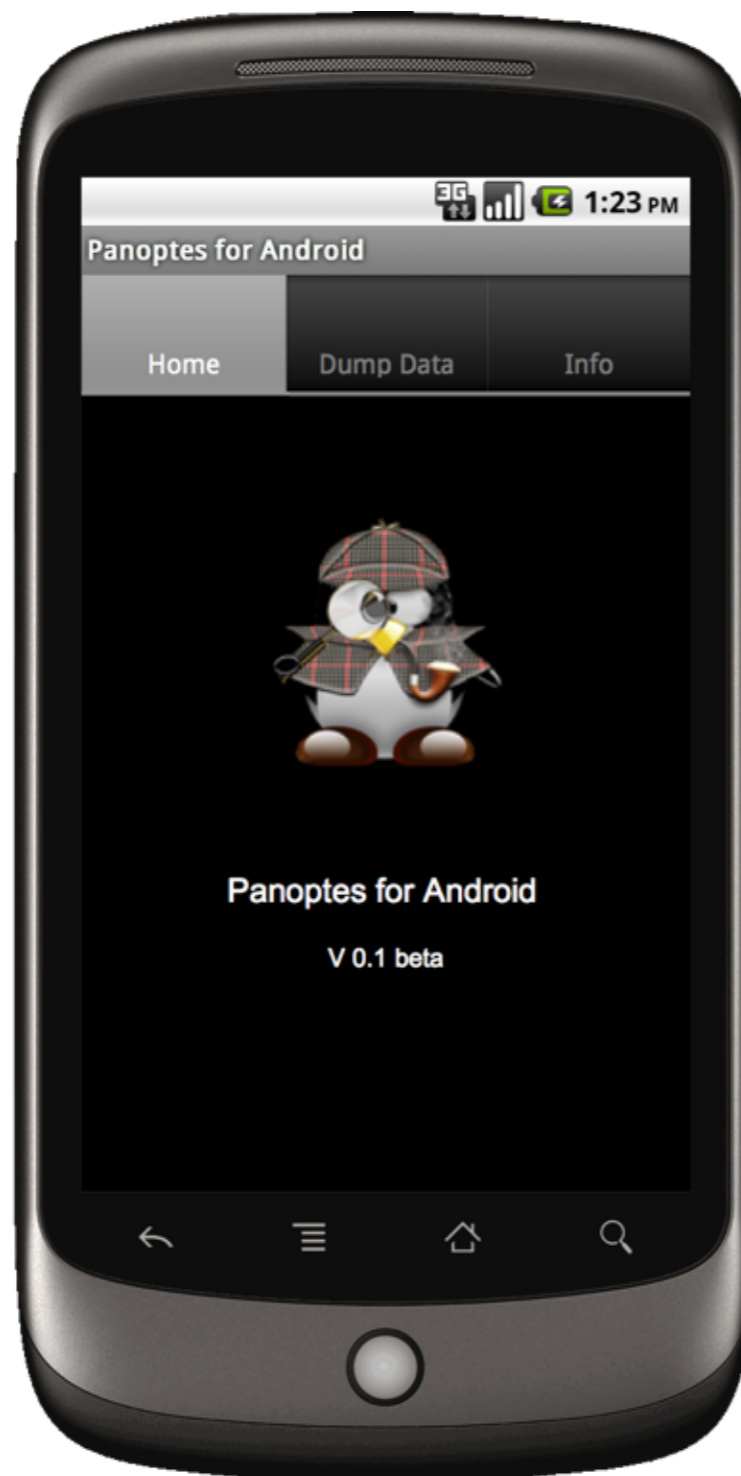 3G 1:23 PM
Panoptes for Android
Home Dump Data Info
Panoptes for Android
V 0.1 beta